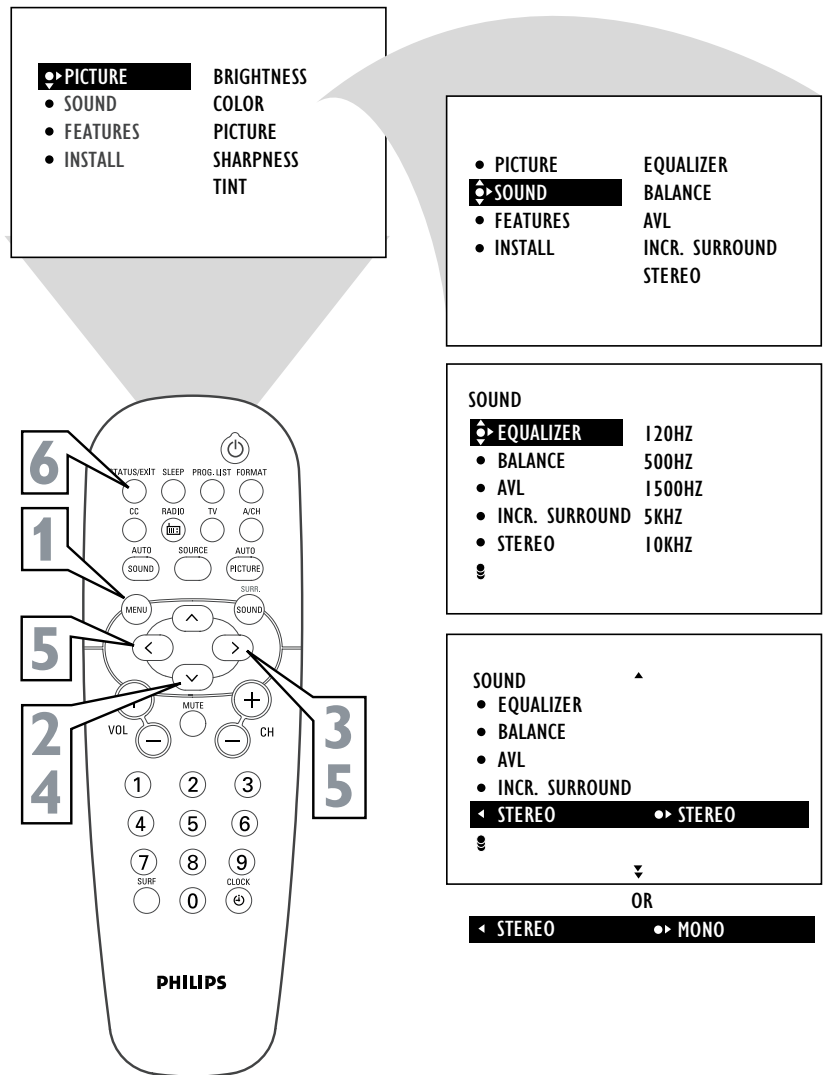 PICTURE BRIGHTNESS
SOUND COLOR
FEATURES PICTURE
INSTALL SHARPNESS
TINT
PICTURE EQUALIZER
SOUND BALANCE
FEATURES AVL
INSTALL INCR. SURROUND
STEREO
SOUND
EQUALIZER 120HZ
BALANCE 500HZ
AVL 1500HZ
INCR. SURROUND 5KHZ
STEREO 10KHZ
SOUND
EQUALIZER
BALANCE
AVL
INCR. SURROUND
STEREO STEREO
OR
STEREO MONO
6
1
5
2
4
3
5
STATUS/EXIT SLEEP PROG. LIST FORMAT
CC RADIO TV A/CH
AUTO SOURCE AUTO
SOUND PICTURE
SURR.
MENU SOUND
MUTE
VOL CH
1 2 3
4 5 6
7 8 9
SURF CLOCK
0
PHILIPS